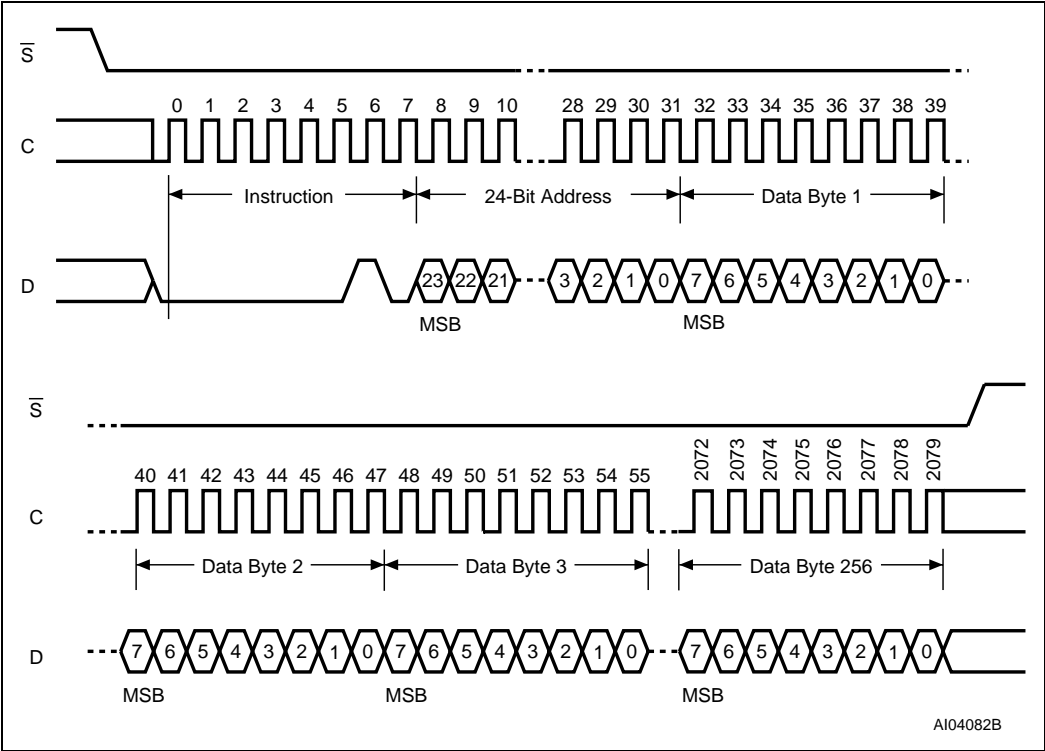 S
0 1 2 3 4 5 6 7 8 9 10 28 29 30 31 32 33 34 35 36 37 38 39
C
Instruction 24-Bit Address Data Byte 1
D
23 22 21 3 2 1 0 7 6 5 4 3 2 1 0
MSB MSB
S
40 41 42 43 44 45 46 47 48 49 50 51 52 53 54 55 2072 2073 2074 2075 2076 2077 2078 2079
C
Data Byte 2 Data Byte 3 Data Byte 256
D
7 6 5 4 3 2 1 0 7 6 5 4 3 2 1 0 7 6 5 4 3 2 1 0
MSB MSB MSB
AI04082B